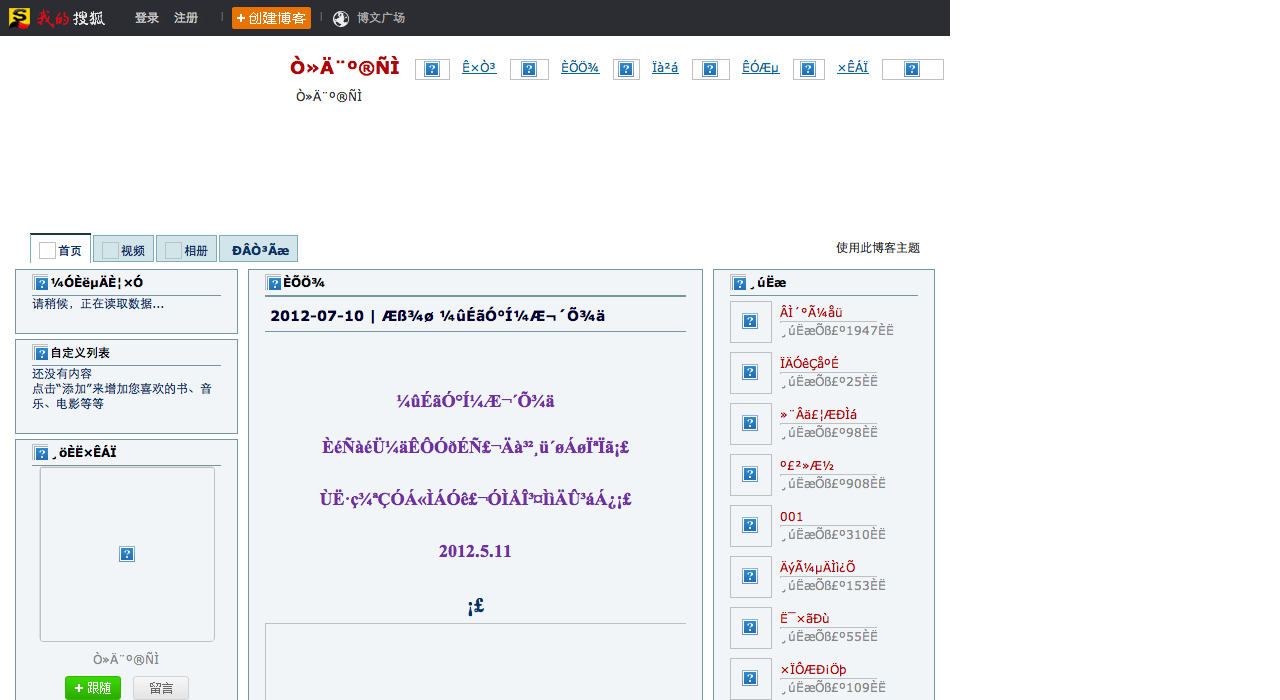 我的搜狐 登录 注册 | +创建博客 | 博文广场
Ò»Ä¨º®ÑÌ Ê×Ò³ ÈÕÖ¾ Ïà²á ÊÓÆµ ×ÊÁÏ
Ò»Ä¨º®ÑÌ
首页 视频 相册 ÐÂÒ³Ãæ 使用此博客主题
¼ÓÈëµÄÈ¦×Ó
请稍候，正在读取数据...
自定义列表
还没有内容
点击“添加”来增加您喜欢的书、音
乐、电影等等
¸öÈË×ÊÁÏ
Ò»Ä¨º®ÑÌ
+ 跟随 留言
ÈÕÖ¾
2012-07-10 | Æß¾ø ¼ûÉãÓ°Í¼Æ¬´Õ¾ä
¼ûÉãÓ°Í¼Æ¬´Õ¾ä
ÈéÑàéÜ¼äÊÔÓðÉÑ£¬Äà³²¸ü´øÁøÏªÏã¡£
ÙË·ç¾ªÇÓÁ«ÌÁÓê£¬ÓÌÅÎ³¤ÌìÄÛ³áÁ¿¡£
2012.5.11
¡£
¸úËæ
ÂÌ´ºÃ¼åü
¸úËæÕß£º1947ÈË
ÏÄÓêÇåºÉ
¸úËæÕß£º25ÈË
»¨Âä£¦ÆÐÌá
¸úËæÕß£º98ÈË
º£²»Æ½
¸úËæÕß£º908ÈË
001
¸úËæÕß£º310ÈË
ÄýÃ¼µÄÌì¿Õ
¸úËæÕß£º153ÈË
Ë¯×ãÐù
¸úËæÕß£º55ÈË
×ÏÔÆÐ¡Öþ
¸úËæÕß£º109ÈË